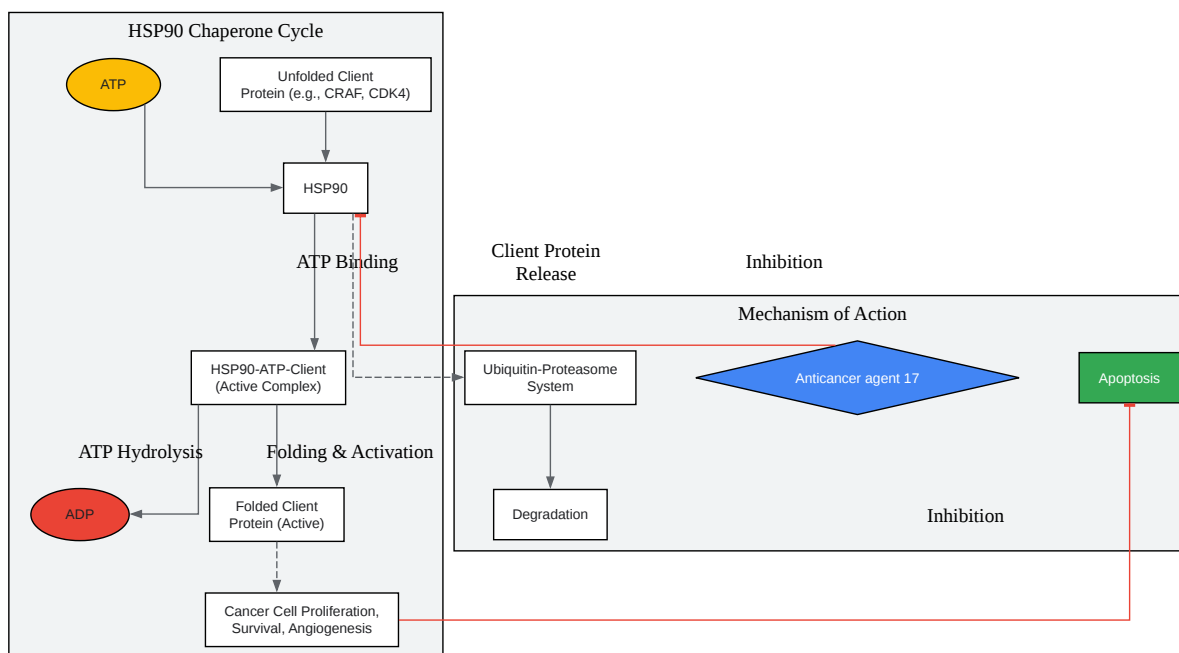 HSP90 Chaperone Cycle
ATP
Unfolded Client
Protein (e.g., CRAF, CDK4)
HSP90
ATP Binding
Client Protein
Release
Inhibition
Mechanism of Action
HSP90-ATP-Client
(Active Complex)
Ubiquitin-Proteasome
System
Anticancer agent 17
Apoptosis
ATP Hydrolysis
Folding & Activation
ADP
Folded Client
Protein (Active)
Degradation
Inhibition
Cancer Cell Proliferation,
Survival, Angiogenesis